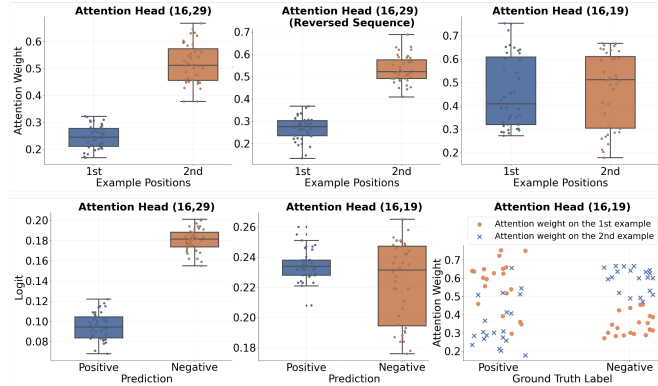 Attention Head (16,29)
Attention Weight
0.6
0.5
0.4
0.3
0.2
1st
2nd
Example Positions
Attention Head (16,29)
(Reversed Sequence)
0.7
0.6
0.5
0.4
0.3
0.2
1st
2nd
Example Positions
Attention Head (16,19)
0.7
0.6
0.5
0.4
0.3
0.2
1st
2nd
Example Positions
Attention Head (16,29)
Logit
0.20
0.18
0.16
0.14
0.12
0.10
0.08
Positive
Negative
Prediction
Attention Head (16,19)
0.26
0.24
0.22
0.20
0.18
Positive
Negative
Prediction
Attention Head (16,19)
Attention weight on the 1st example
Attention weight on the 2nd example
Attention Weight
0.7
0.6
0.5
0.4
0.3
0.2
Positive
Negative
Ground Truth Label